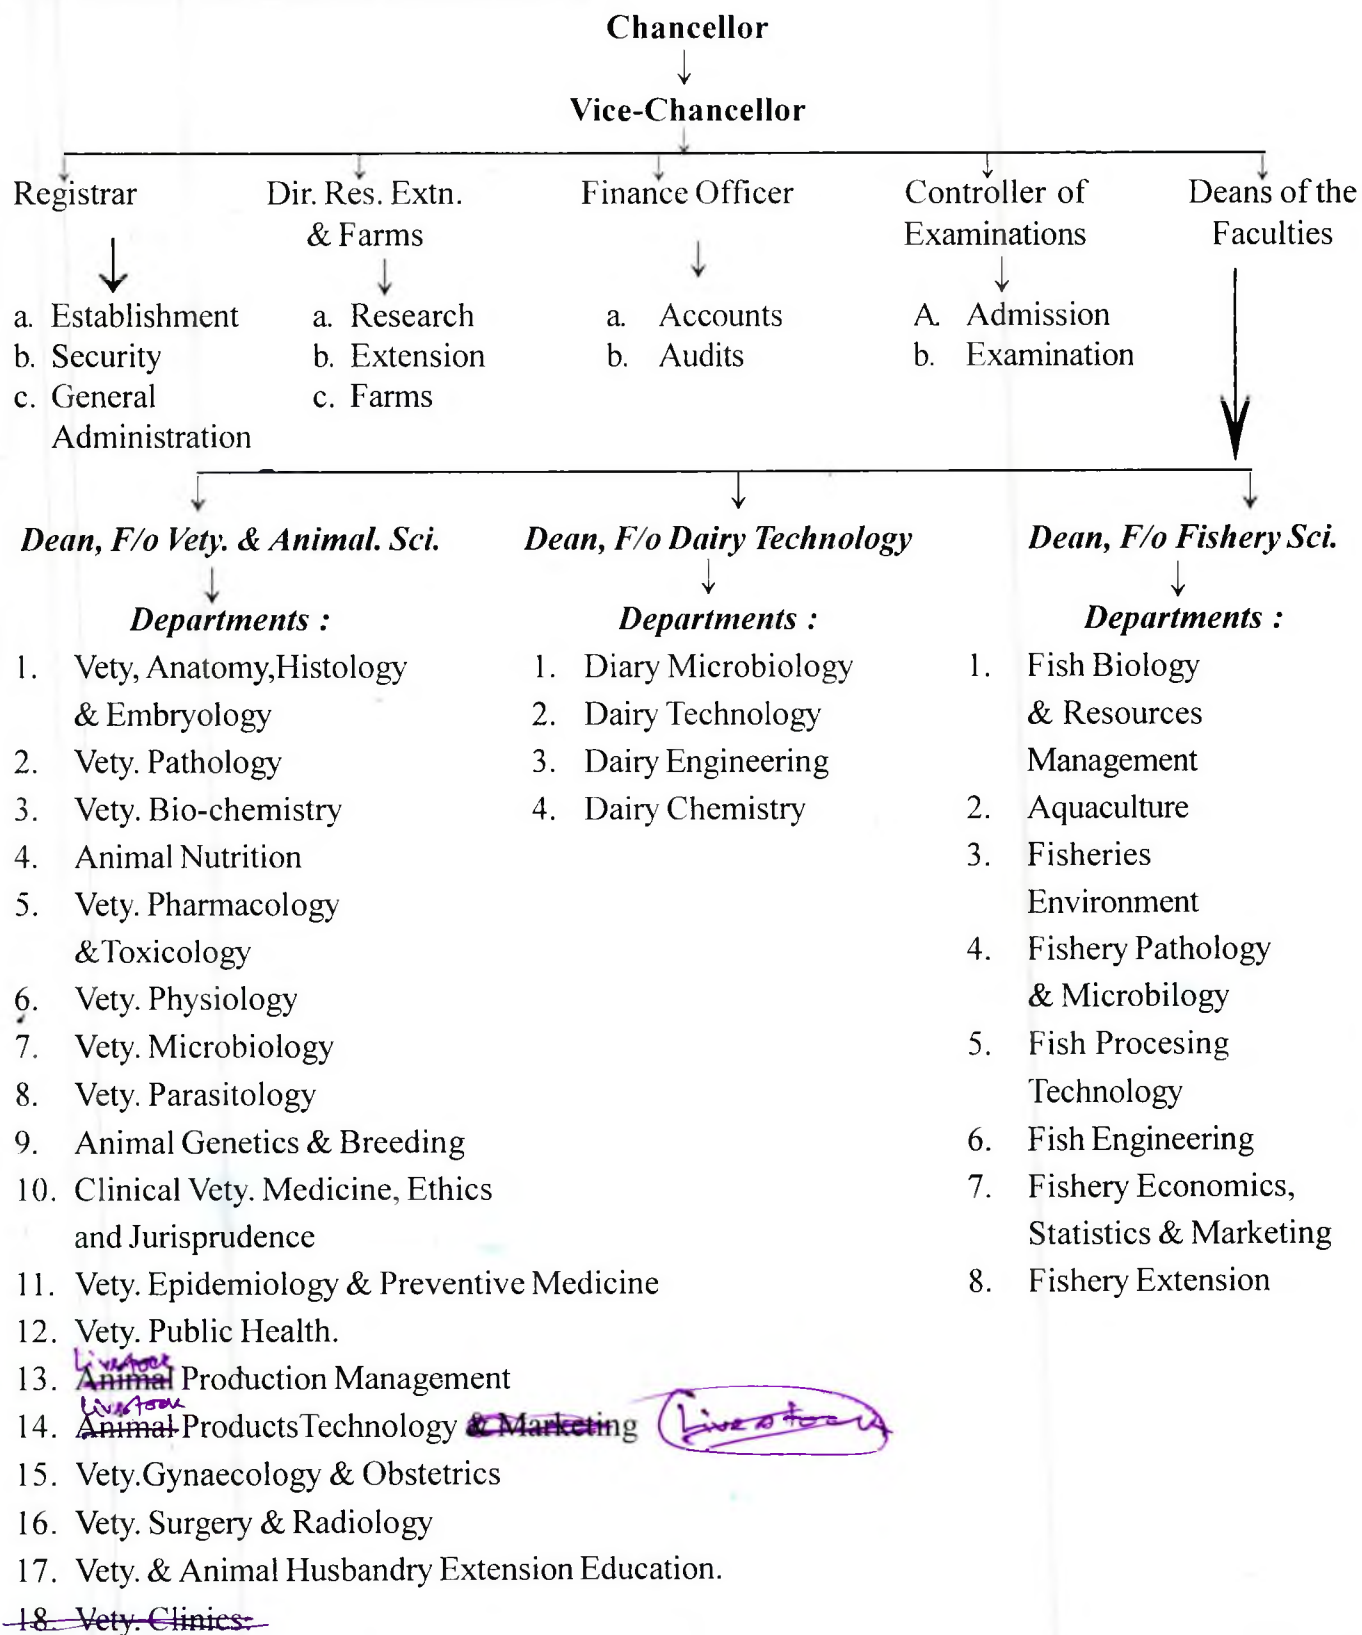 Chancellor
Vice-Chancellor
Registrar
Dir. Res. Extn.
& Farms
Finance Officer
Controller of
Examinations
Deans of the
Faculties
a. Establishment
b. Security
c. General
Administration
a. Research
b. Extension
c. Farms
a. Accounts
b. Audits
A. Admission
b. Examination
Dean, F/o Vety. & Animal. Sci.
Departments :
1. Vety, Anatomy,Histology
& Embryology
2. Vety. Pathology
3. Vety. Bio-chemistry
4. Animal Nutrition
5. Vety. Pharmacology
&Toxicology
6. Vety. Physiology
7. Vety. Microbiology
8. Vety. Parasitology
9. Animal Genetics & Breeding
10. Clinical Vety. Medicine, Ethics
and Jurisprudence
11. Vety. Epidemiology & Preventive Medicine
12. Vety. Public Health.
Livestock
13. Animal Production Management
Livestock
14. Animal ProductsTechnology & Marketing Livestock
15. Vety.Gynaecology & Obstetrics
16. Vety. Surgery & Radiology
17. Vety. & Animal Husbandry Extension Education.
18. Vety. Clinics.
Dean, F/o Dairy Technology
Departments :
1. Diary Microbiology
2. Dairy Technology
3. Dairy Engineering
4. Dairy Chemistry
Dean, F/o Fishery Sci.
Departments :
1. Fish Biology
& Resources
Management
2. Aquaculture
3. Fisheries
Environment
4. Fishery Pathology
& Microbilogy
5. Fish Procesing
Technology
6. Fish Engineering
7. Fishery Economics,
Statistics & Marketing
8. Fishery Extension